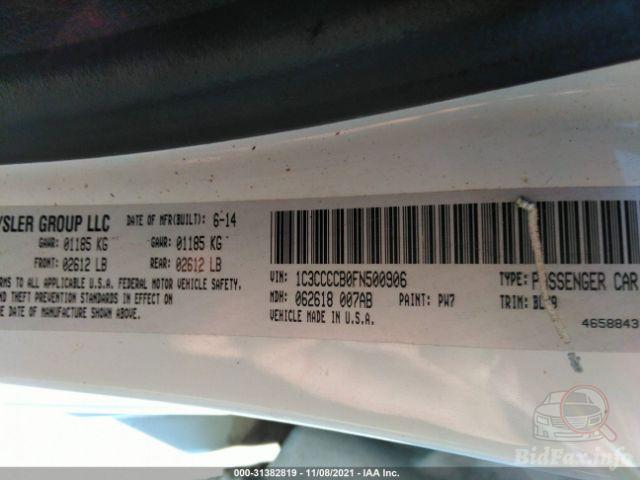 YSLER GROUP LLC DATE OF MFR(BUILT): 6-14
GAWR: 01185 KG GAWR: 01185 KG
FRONT: 02612 LB REAR: 02612 LB
RMS TO ALL APPLICABLE U.S.A. FEDERAL MOTOR VEHICLE SAFETY,
AND THEFT PREVENTION STANDARDS IN EFFECT ON
E DATE OF MANUFACTURE SHOWN ABOVE.
VIN: 1C3CCCCB0FN500906 TYPE: PASSENGER CAR
MDH: 062618 007AB PAINT: PW7 TRIM:
VEHICLE MADE IN U.S.A. 4658843
BidFax.info
000-31382819 - 11/08/2021 - IAA Inc.